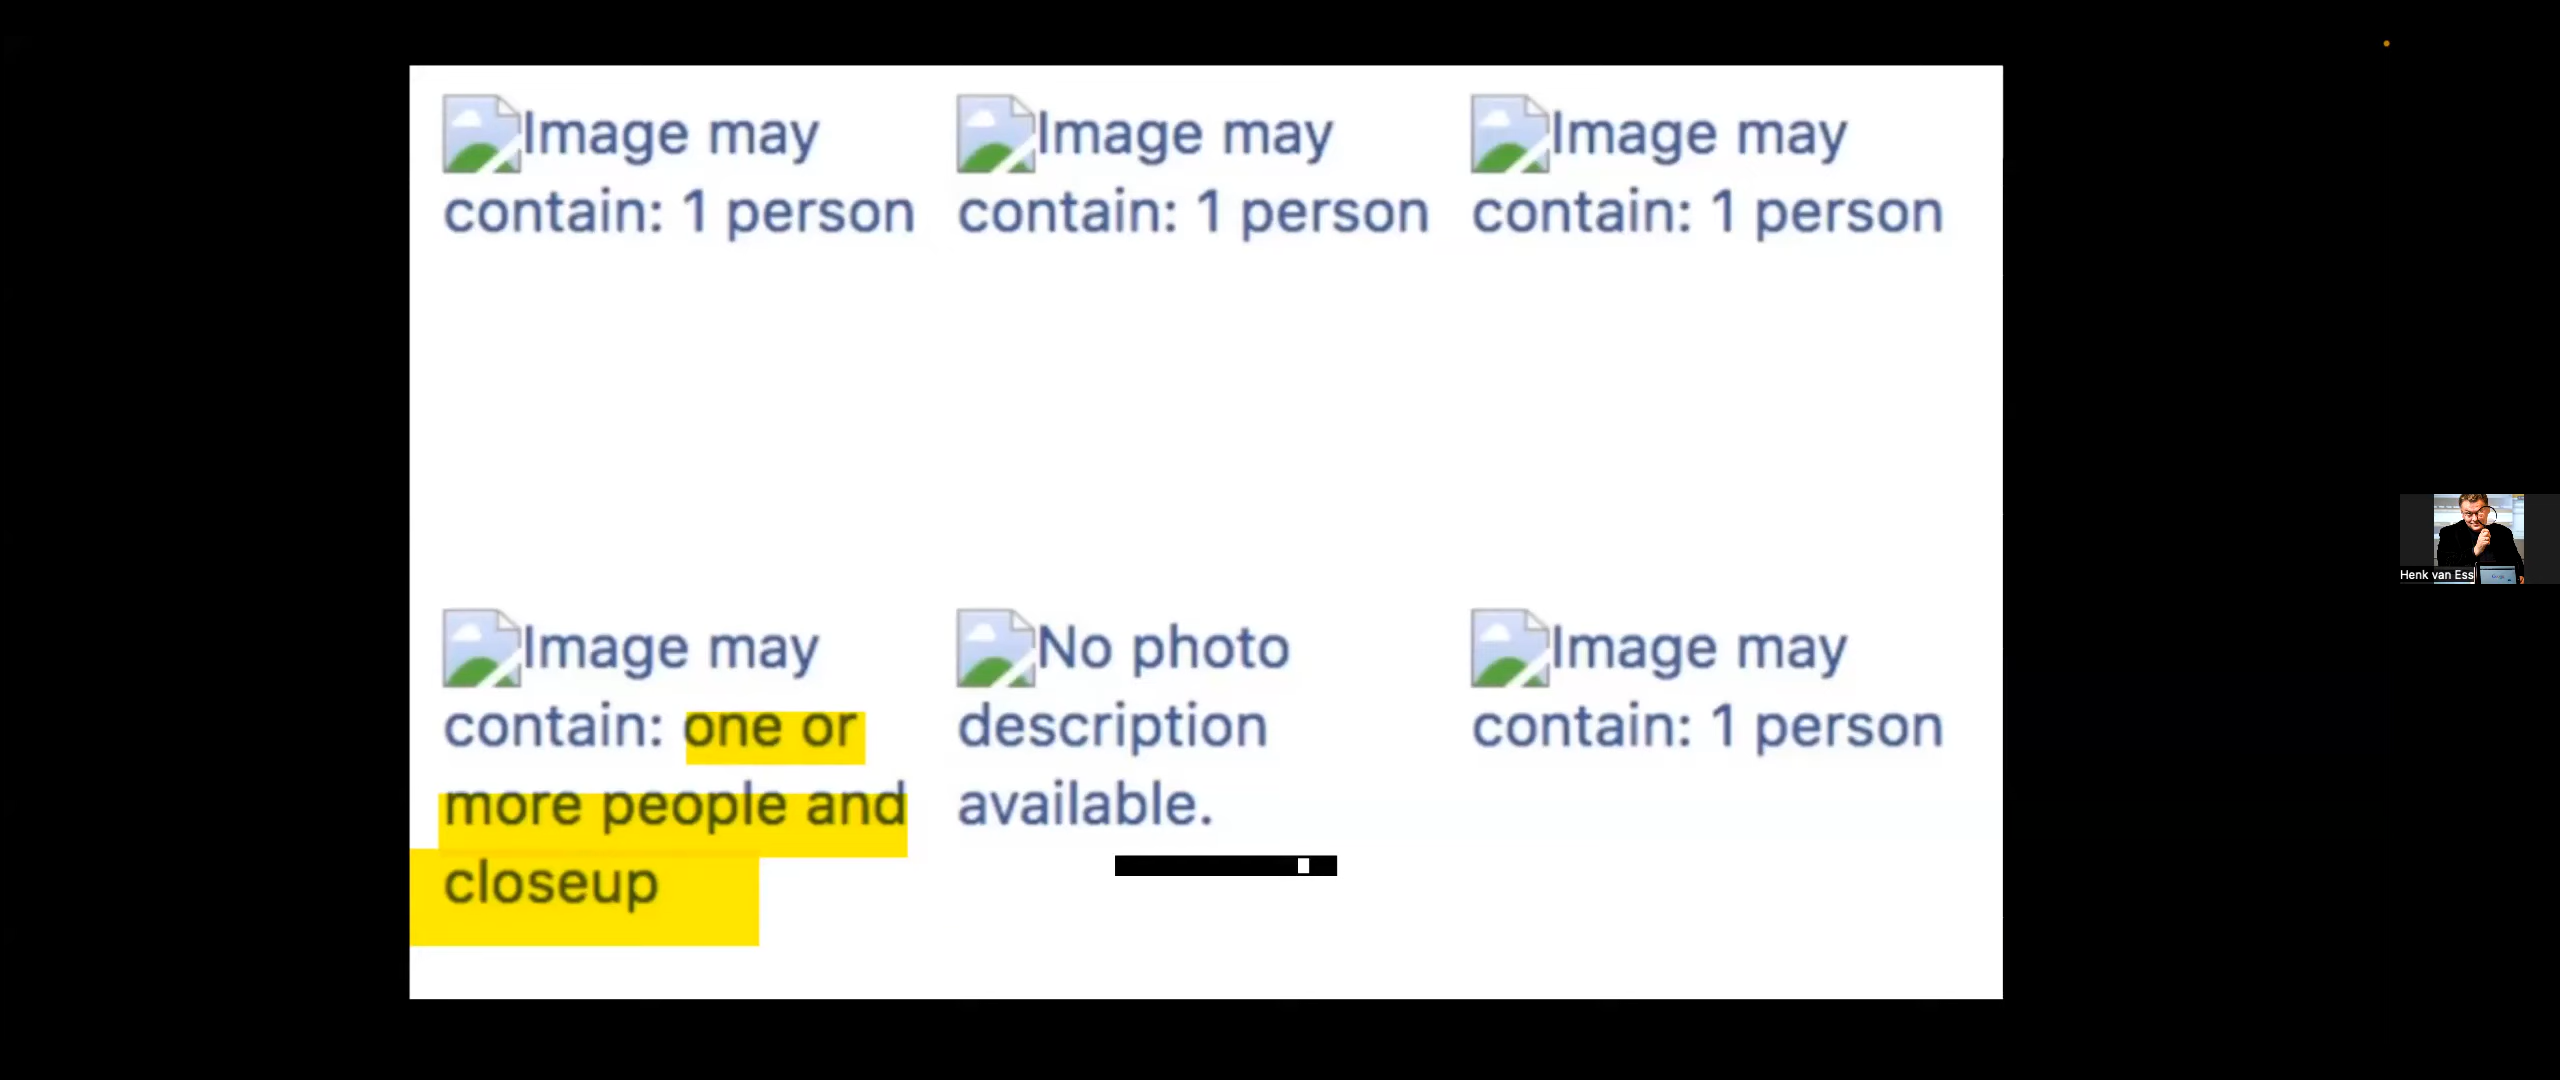 Image may
contain: 1 person
Image may
contain: 1 person
Image may
contain: 1 person
Image may
contain: one or
more people and
closeup
No photo
description
available.
Image may
contain: 1 person
Henk van Ess